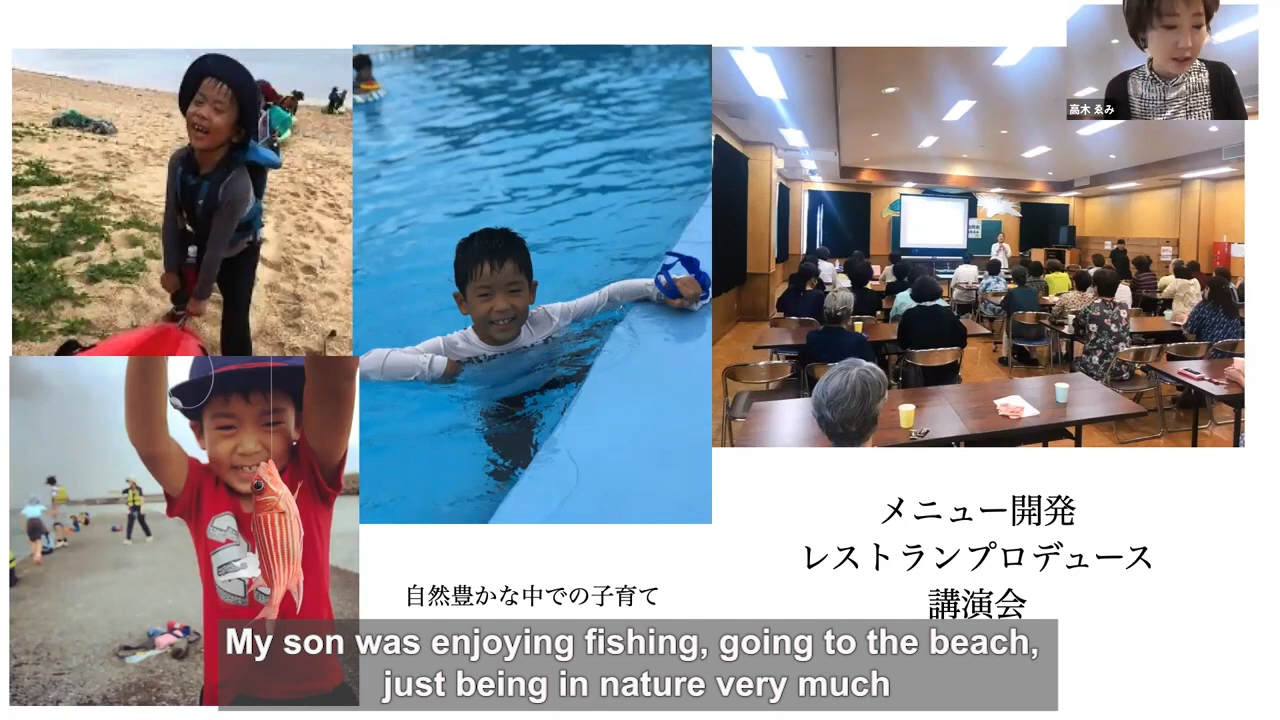 高木 ゑみ
メニュー開発
レストランプロデュース
講演会
自然豊かな中での子育て
My son was enjoying fishing, going to the beach,
just being in nature very much